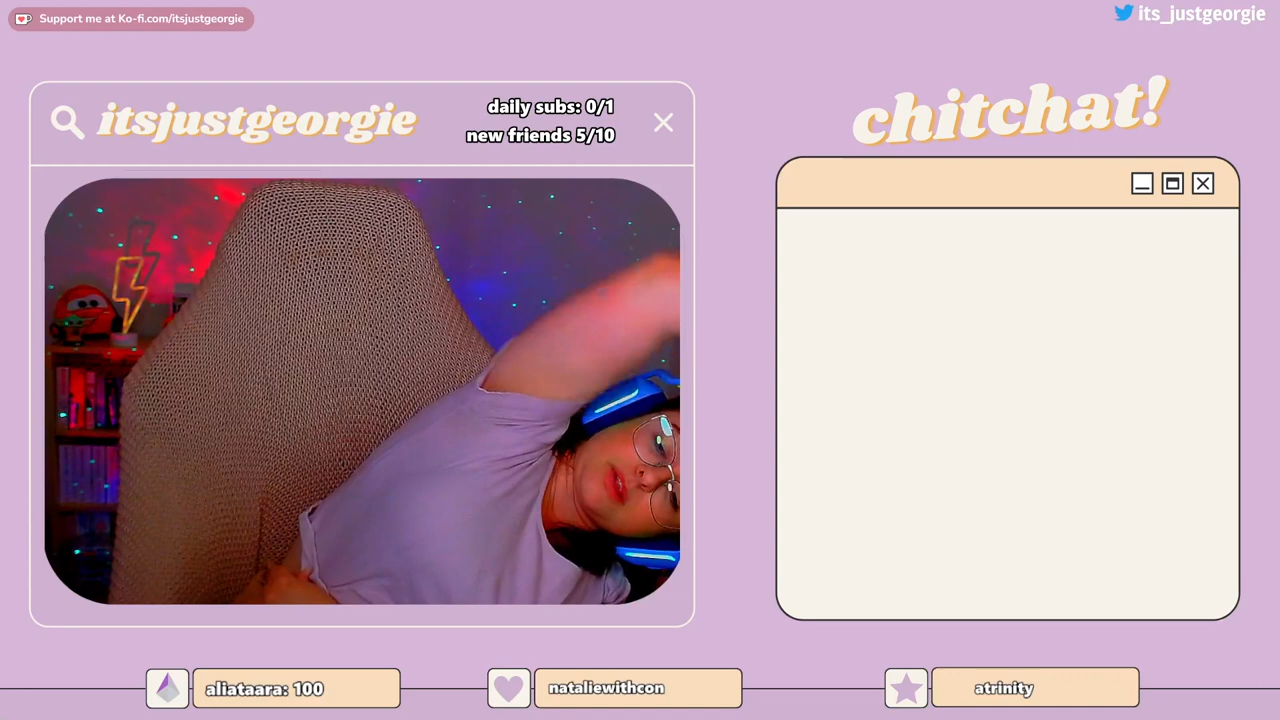 Support me at Ko-fi.com/itsjustgeorgie
its_justgeorgie
itsjustgeorgie
daily subs: 0/1
new friends 5/10
chitchat!
aliataara: 100
nataliewithcon
atrinity